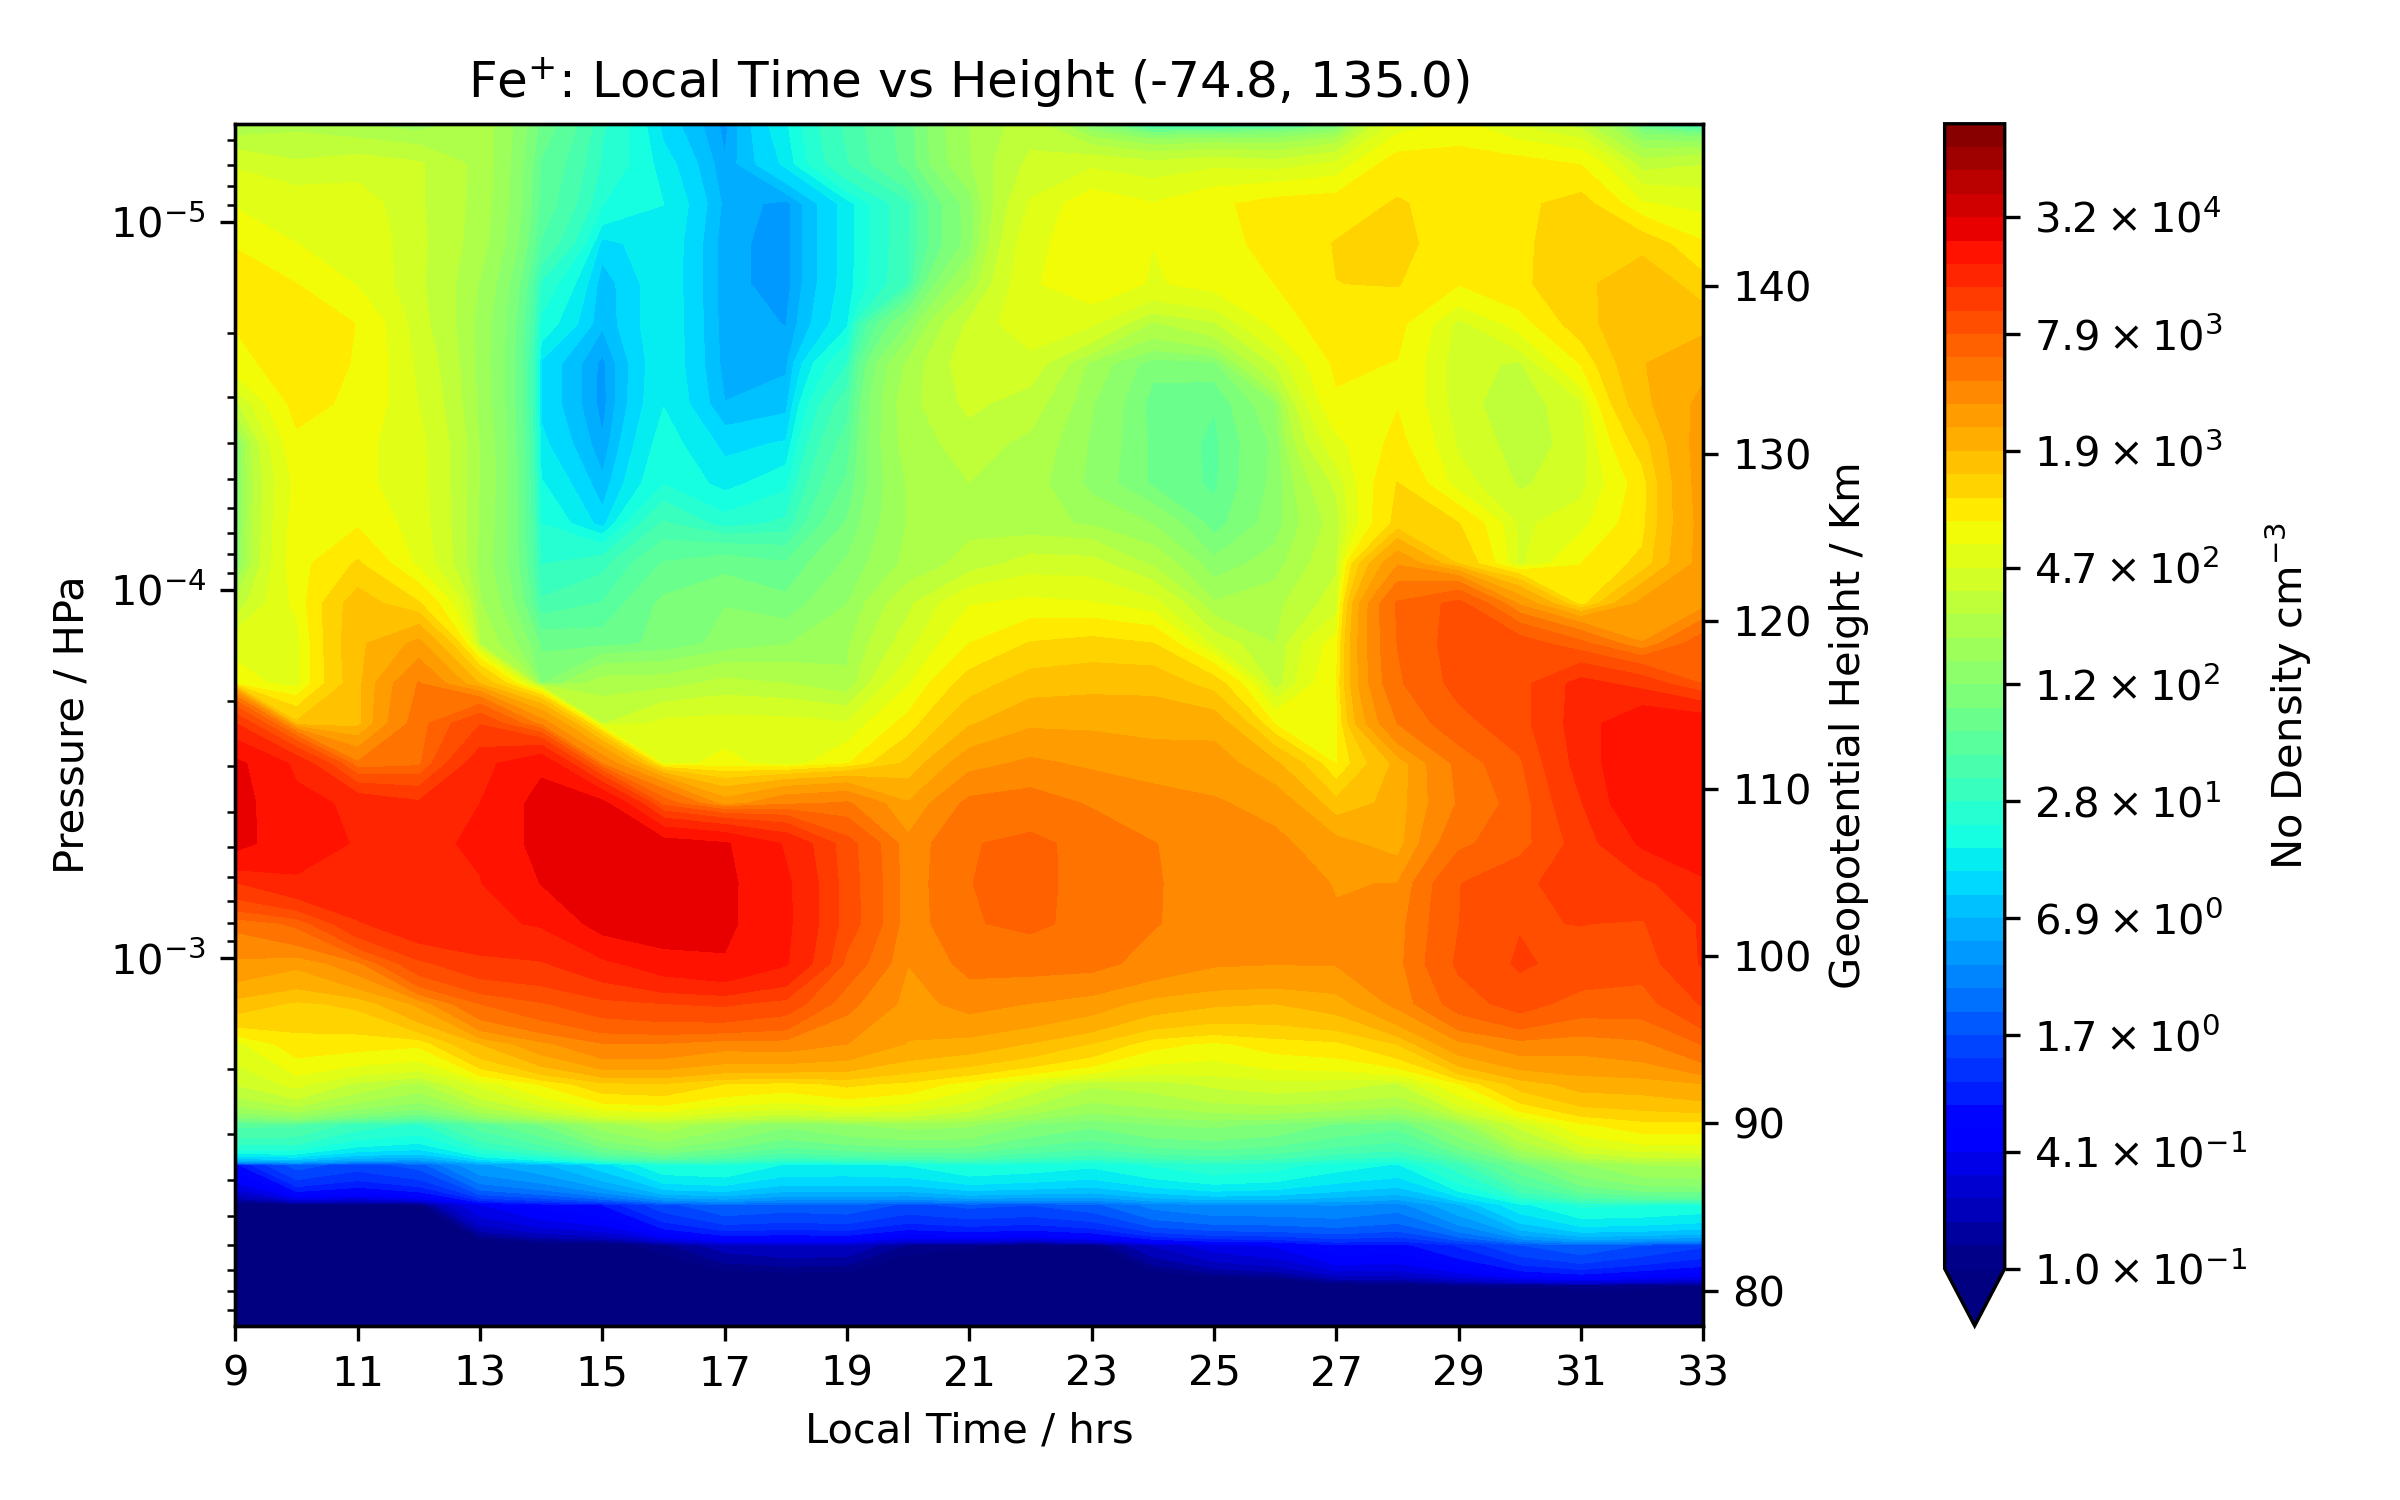 Fe⁺: Local Time vs Height (-74.8, 135.0)
10⁻⁵
10⁻⁴
10⁻³
Pressure / HPa
9 11 13 15 17 19 21 23 25 27 29 31 33
Local Time / hrs
140
130
120
110
100
90
80
Geopotential Height / Km
3.2 × 10⁴
7.9 × 10³
1.9 × 10³
4.7 × 10²
1.2 × 10²
2.8 × 10¹
6.9 × 10⁰
1.7 × 10⁰
4.1 × 10⁻¹
1.0 × 10⁻¹
No Density cm⁻³